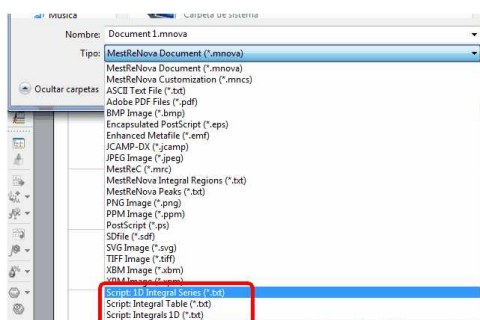 Música
Carpeta de sistema
Nombre: Document 1.mnova
Tipo: MestReNova Document (*.mnova)
MestReNova Document (*.mnova)
MestReNova Customization (*.mncs)
Ocultar carpetas
ASCII Text File (*.txt)
Adobe PDF Files (*.pdf)
BMP Image (*.bmp)
Encapsulated PostScript (*.eps)
Enhanced Metafile (*.emf)
JCAMP-DX (*.jcamp)
JPEG Image (*.jpeg)
MestReC (*.mrc)
MestReNova Integral Regions (*.txt)
MestReNova Peaks (*.txt)
PNG Image (*.png)
PPM Image (*.ppm)
PostScript (*.ps)
SDfile (*.sdf)
SVG Image (*.svg)
TIFF Image (*.tiff)
XBM Image (*.xbm)
XPM Image (*.xpm)
Script: 1D Integral Series (*.txt)
Script: Integral Table (*.txt)
Script: Integrals 1D (*.txt)